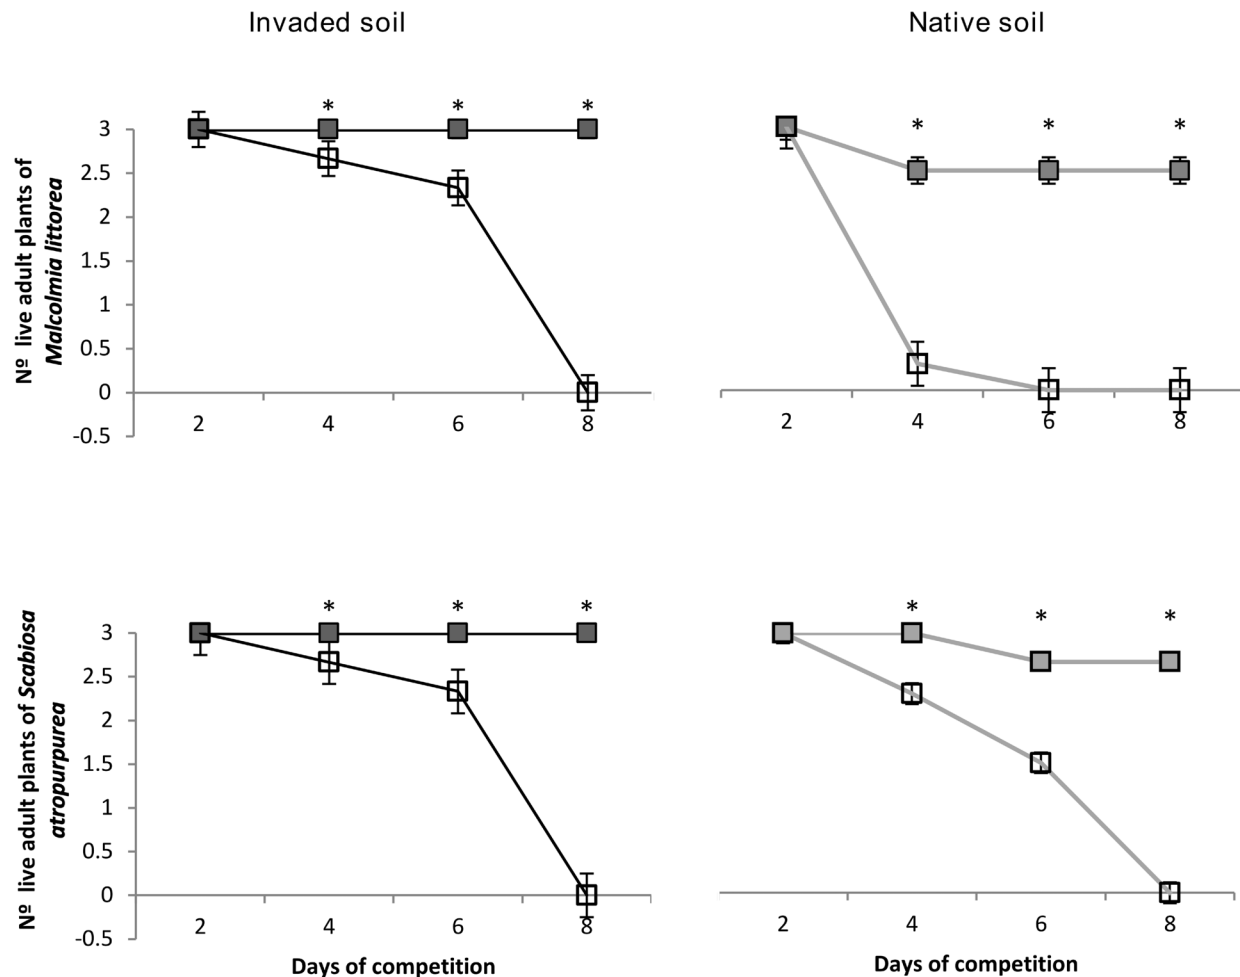 Invaded soil
Native soil
Nº live adult plants of
Malcolmia littorea
* * *
3
2.5
2
1.5
1
0.5
0
-0.5
2 4 6 8
* * *
2 4 6 8
Nº live adult plants of Scabiosa
atropurpurea
* * *
3
2.5
2
1.5
1
0.5
0
-0.5
2 4 6 8
Days of competition
* * *
2 4 6 8
Days of competition